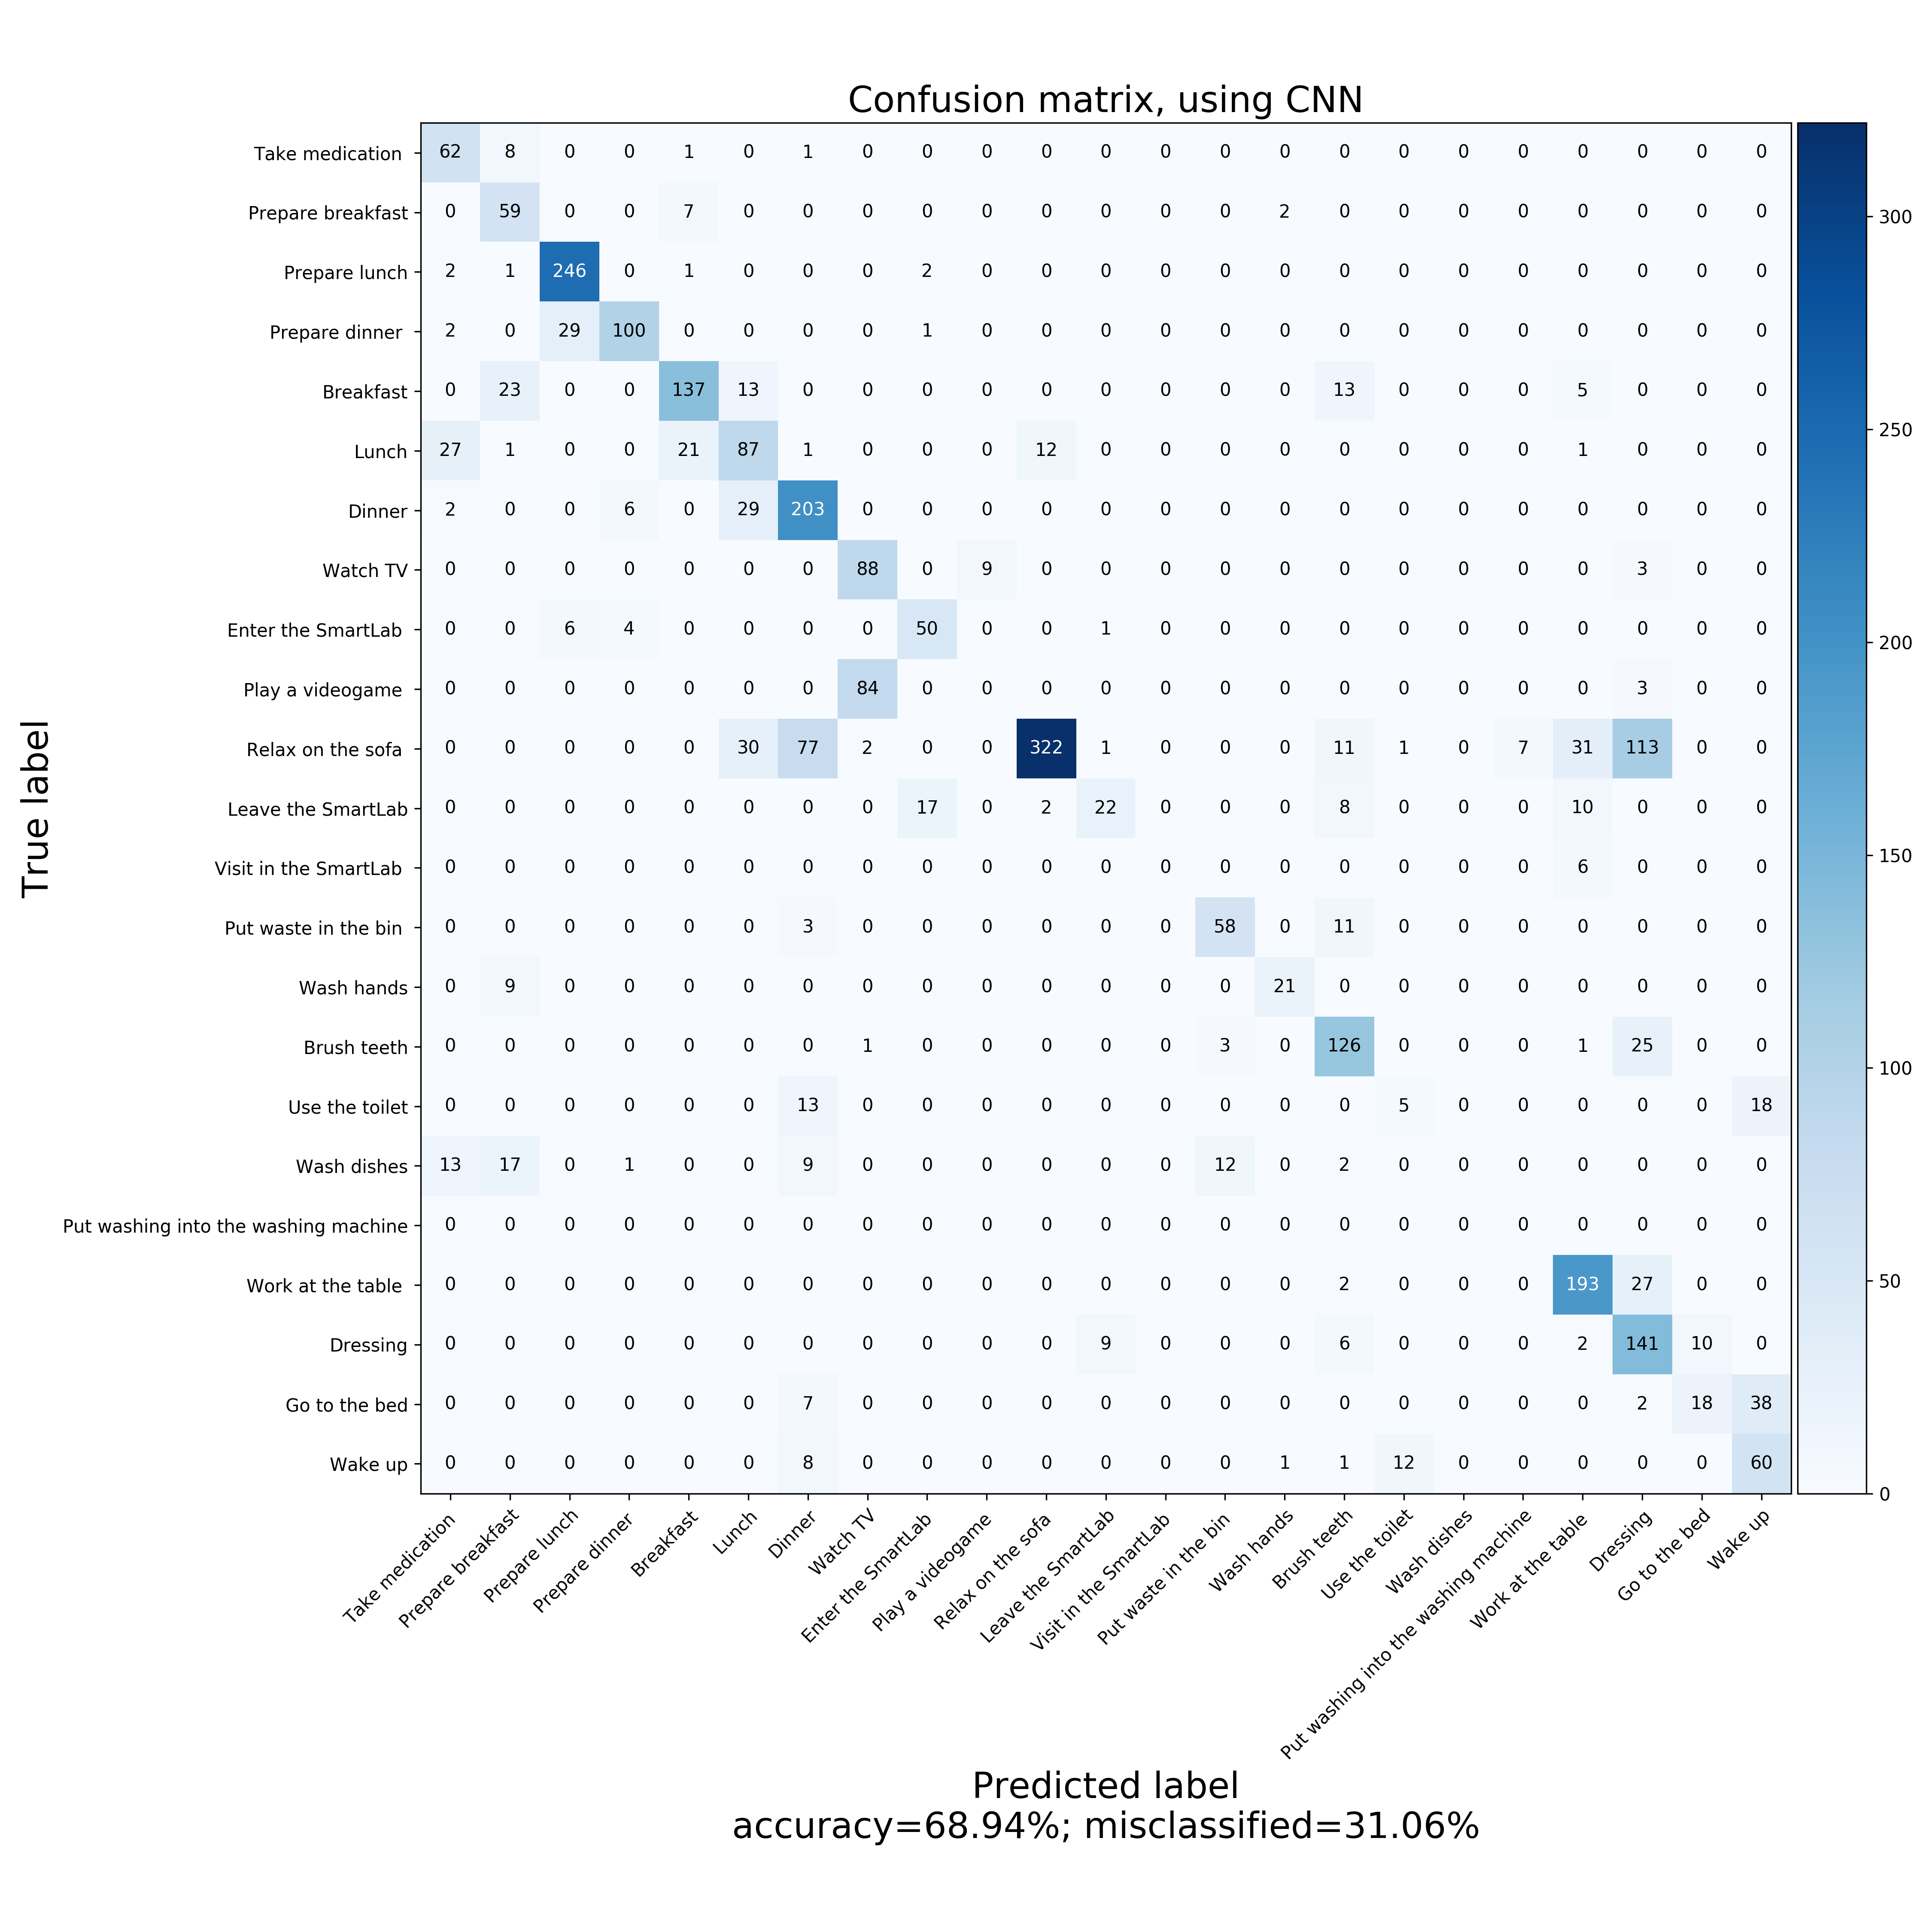 Confusion matrix, using CNN
Take medication 62 8 0 0 1 0 1 0 0 0 0 0 0 0 0 0 0 0 0 0 0 0 0
Prepare breakfast 0 59 0 0 7 0 0 0 0 0 0 0 0 0 2 0 0 0 0 0 0 0 0
Prepare lunch 2 1 246 0 1 0 0 0 2 0 0 0 0 0 0 0 0 0 0 0 0 0 0
Prepare dinner 2 0 29 100 0 0 0 0 1 0 0 0 0 0 0 0 0 0 0 0 0 0 0
Breakfast 0 23 0 0 137 13 0 0 0 0 0 0 0 0 0 13 0 0 0 5 0 0 0
Lunch 27 1 0 0 21 87 1 0 0 0 12 0 0 0 0 0 0 0 0 1 0 0 0
Dinner 2 0 0 6 0 29 203 0 0 0 0 0 0 0 0 0 0 0 0 0 0 0 0
Watch TV 0 0 0 0 0 0 0 88 0 9 0 0 0 0 0 0 0 0 0 0 3 0 0
Enter the SmartLab 0 0 6 4 0 0 0 0 50 0 0 1 0 0 0 0 0 0 0 0 0 0 0
Play a videogame 0 0 0 0 0 0 0 84 0 0 0 0 0 0 0 0 0 0 0 0 3 0 0
Relax on the sofa 0 0 0 0 0 30 77 2 0 0 322 1 0 0 0 11 1 0 7 31 113 0 0
Leave the SmartLab 0 0 0 0 0 0 0 0 17 0 2 22 0 0 0 8 0 0 0 10 0 0 0
Visit in the SmartLab 0 0 0 0 0 0 0 0 0 0 0 0 0 0 0 0 0 0 0 6 0 0 0
Put waste in the bin 0 0 0 0 0 0 3 0 0 0 0 0 0 58 0 11 0 0 0 0 0 0 0
Wash hands 0 9 0 0 0 0 0 0 0 0 0 0 0 0 21 0 0 0 0 0 0 0 0
Brush teeth 0 0 0 0 0 0 0 1 0 0 0 0 0 3 0 126 0 0 0 1 25 0 0
Use the toilet 0 0 0 0 0 0 13 0 0 0 0 0 0 0 0 0 5 0 0 0 0 0 18
Wash dishes 13 17 0 1 0 0 9 0 0 0 0 0 0 12 0 2 0 0 0 0 0 0 0
Put washing into the washing machine 0 0 0 0 0 0 0 0 0 0 0 0 0 0 0 0 0 0 0 0 0 0 0
Work at the table 0 0 0 0 0 0 0 0 0 0 0 0 0 0 0 2 0 0 0 193 27 0 0
Dressing 0 0 0 0 0 0 0 0 0 0 0 9 0 0 0 6 0 0 0 2 141 10 0
Go to the bed 0 0 0 0 0 0 7 0 0 0 0 0 0 0 0 0 0 0 0 0 2 18 38
Wake up 0 0 0 0 0 0 8 0 0 0 0 0 0 0 1 1 12 0 0 0 0 0 60
True label
Take medication
Prepare breakfast
Prepare lunch
Prepare dinner
Breakfast
Lunch
Dinner
Watch TV
Enter the SmartLab
Play a videogame
Relax on the sofa
Leave the SmartLab
Visit in the SmartLab
Put waste in the bin
Wash hands
Brush teeth
Use the toilet
Wash dishes
Put washing into the washing machine
Work at the table
Dressing
Go to the bed
Wake up
300
250
200
150
100
50
0
Predicted label
accuracy=68.94%; misclassified=31.06%